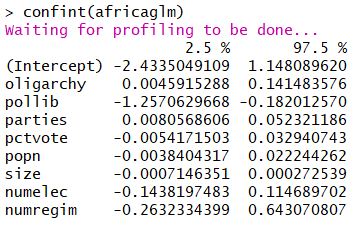 > confint(africaglm)
Waiting for profiling to be done...
2.5 % 97.5 %
(Intercept) -2.4335049109 1.148089620
oligarchy 0.0045915288 0.141483576
pollib -1.2570629668 -0.182012570
parties 0.0080568606 0.052321186
pctvote -0.0054171503 0.032940743
popn -0.0038404317 0.022244262
size -0.0007146351 0.000272539
numelec -0.1438197483 0.114689702
numregim -0.2632334399 0.643070807